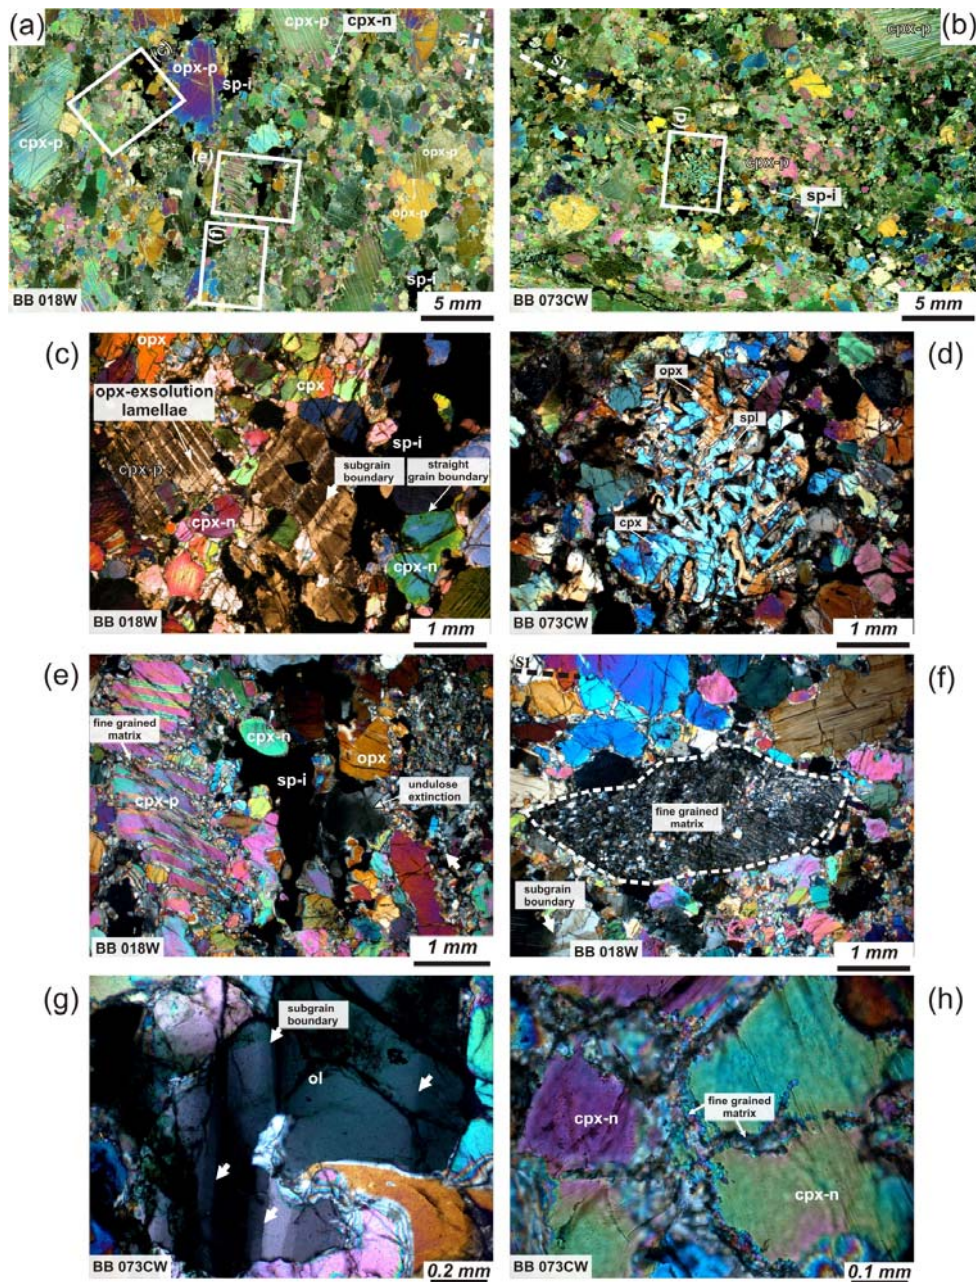 (a)
cpx-p
cpx-n
S1
(c)
opx-p
sp-i
cpx-p
(e)
opx-p
opx-p
(f)
sp-i
BB 018W
5 mm
(b)
cpx-p
S1
(d)
cpx-p
sp-i
BB 073CW
5 mm
(c)
opx
cpx
opx-exsolution
lamellae
sp-i
cpx-p
subgrain
boundary
straight
grain boundary
cpx-n
cpx-n
BB 018W
1 mm
(d)
opx
spl
cpx
BB 073CW
1 mm
(e)
fine grained
matrix
cpx-n
opx
sp-i
cpx-p
undulose
extinction
BB 018W
1 mm
(f)
S1
fine grained
matrix
subgrain
boundary
BB 018W
1 mm
(g)
subgrain
boundary
ol
BB 073CW
0.2 mm
(h)
cpx-n
fine grained
matrix
cpx-n
BB 073CW
0.1 mm